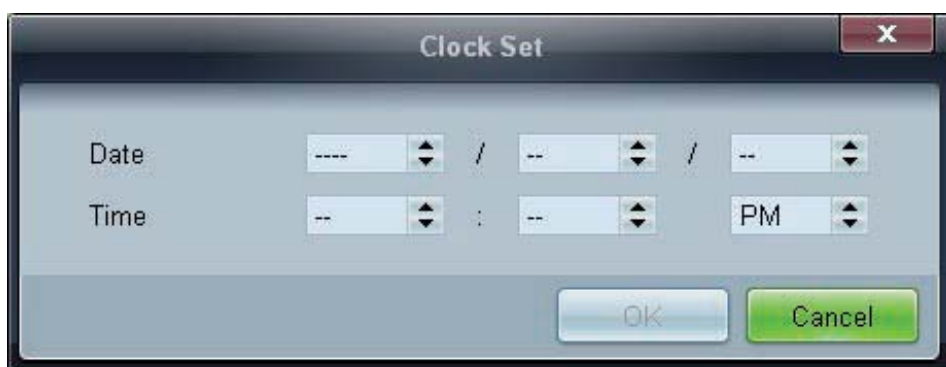 Clock Set
x
Date ---- / -- / --
Time -- : -- PM
OK Cancel